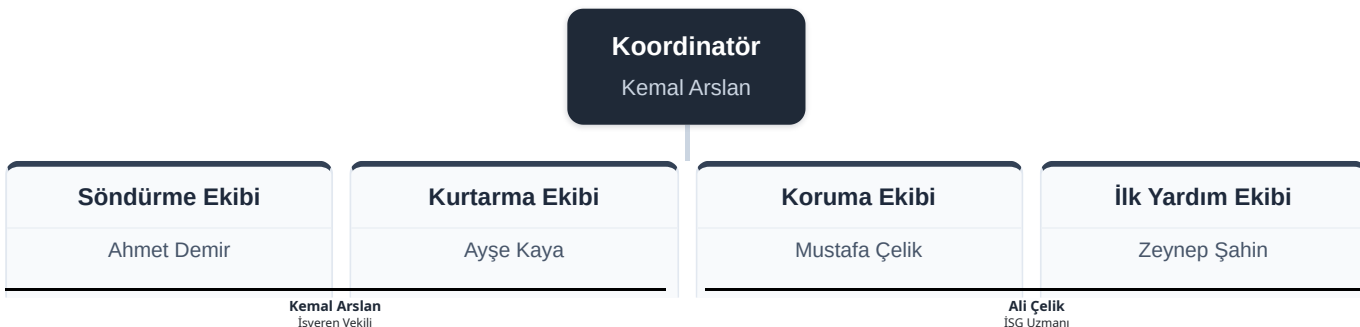 Koordinatör
Kemal Arslan
Söndürme Ekibi
Kurtarma Ekibi
Koruma Ekibi
İlk Yardım Ekibi
Ahmet Demir
Ayşe Kaya
Mustafa Çelik
Zeynep Şahin
Kemal Arslan
Ali Çelik
İşveren Vekili
İSG Uzmanı